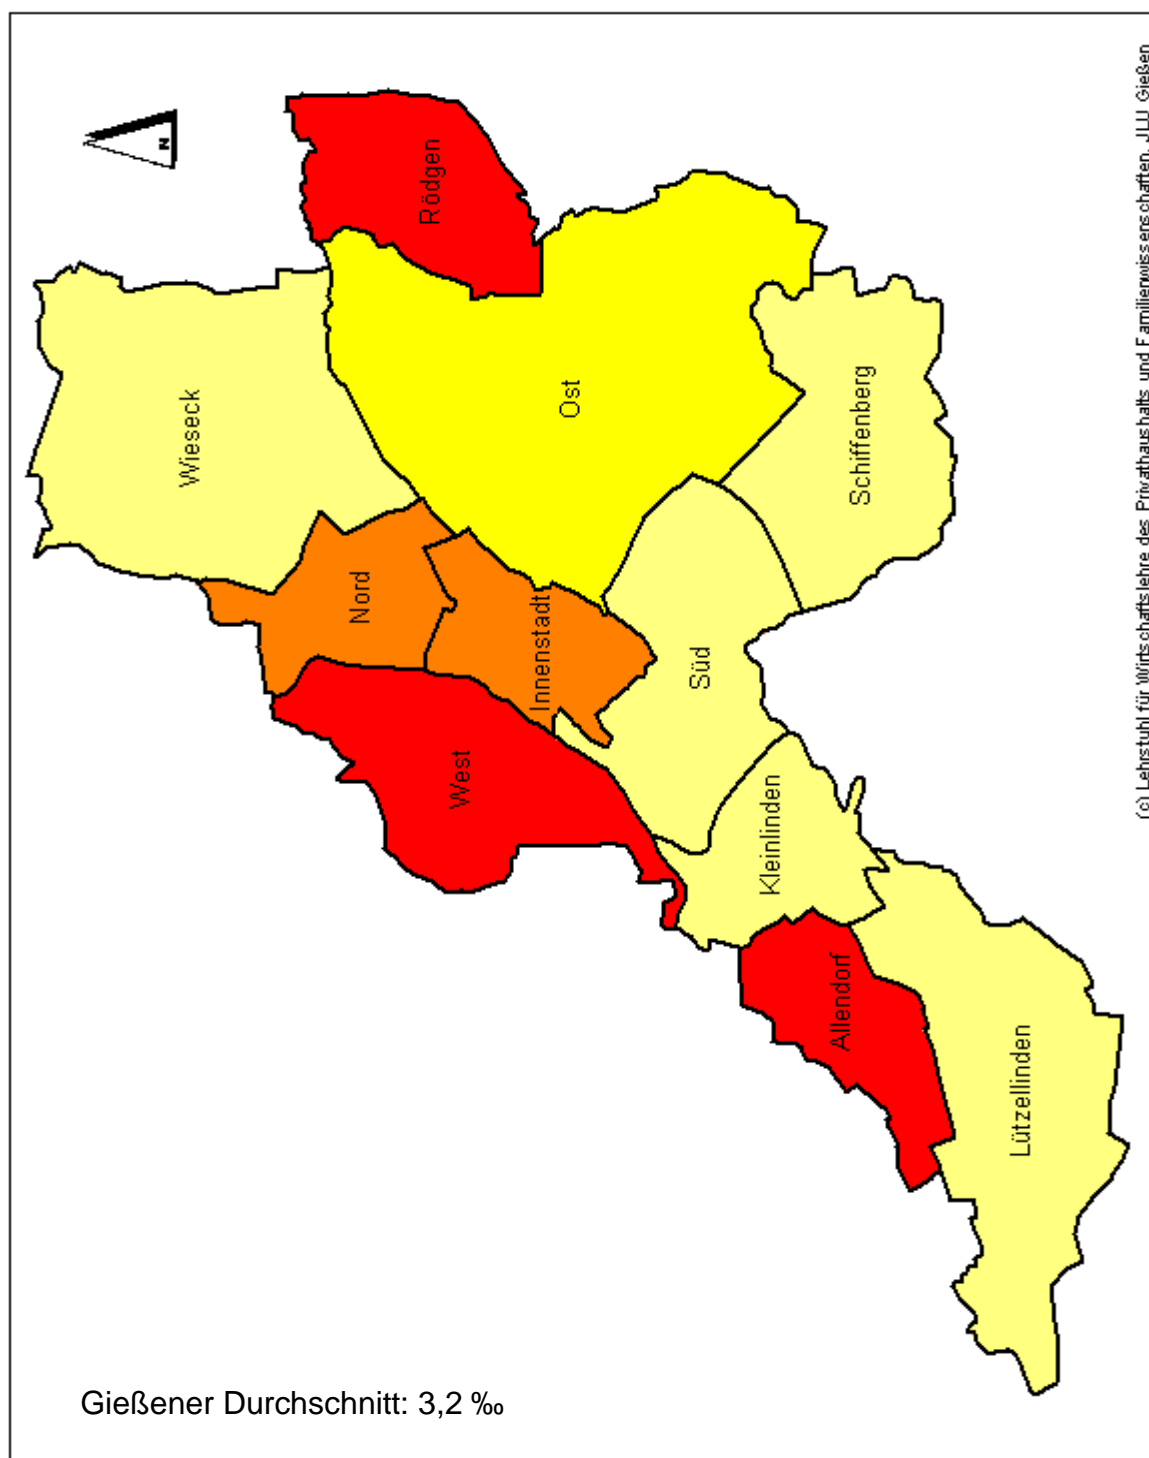 N
Rödgen
Wieseck
Ost
Schiffenberg
Nord
Innenstadt
Süd
West
Kleinlinden
Allendorf
Lützellinden
Gießener Durchschnitt: 3,2 ‰
(c) Lehrstuhl für Wirtschaftslehre des Privathaushalts und Familienwissenschaften, JLU Gießen